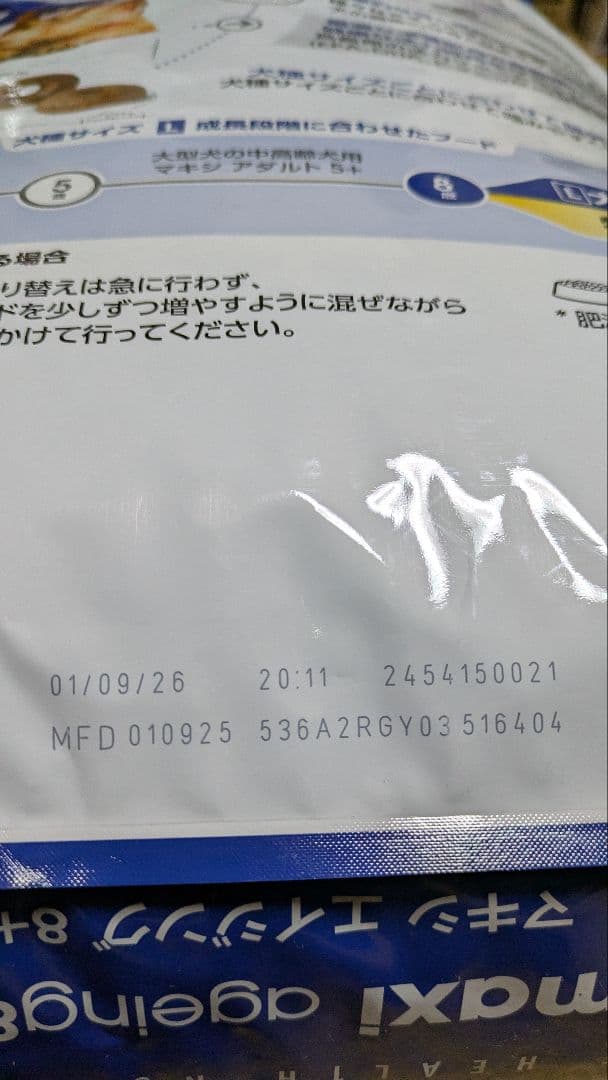 犬種サイズ L 成長段階に合わせたフード
大型犬の中高齢犬用
マキシ アダルト 5+
5歳
8歳
る場合
り替えは急に行わず、
ドを少しずつ増やすように混ぜながら
かけて行ってください。
* 肥
01/09/26 20:11 2454150021
MFD 010925 536A2RGY03 516404
マキシ エイジング 8+
maxi ageing8
HEALTH N